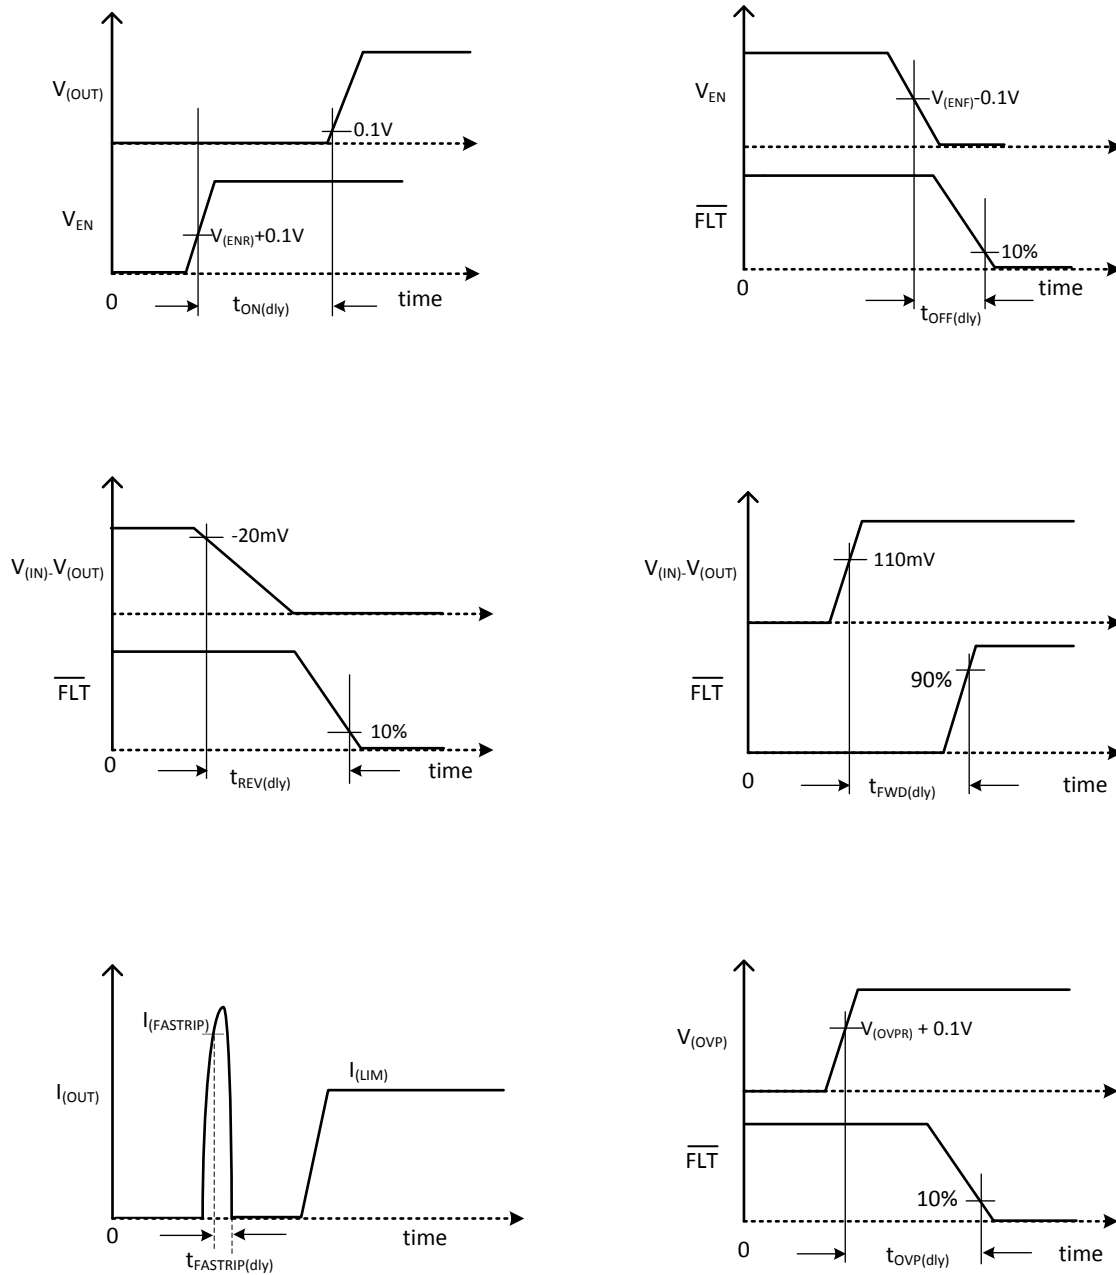 V(OUT)
0.1V
VEN
V(ENR)+0.1V
0
tON(dly)
time
VEN
V(ENF)-0.1V
FLT
10%
0
tOFF(dly)
time
V(IN)-V(OUT)
-20mV
FLT
10%
0
tREV(dly)
time
V(IN)-V(OUT)
110mV
FLT
90%
0
tFWD(dly)
time
I(FASTRIP)
I(OUT)
I(LIM)
0
tFASTRIP(dly)
time
V(OVP)
V(OVPR) + 0.1V
FLT
10%
0
tOVP(dly)
time